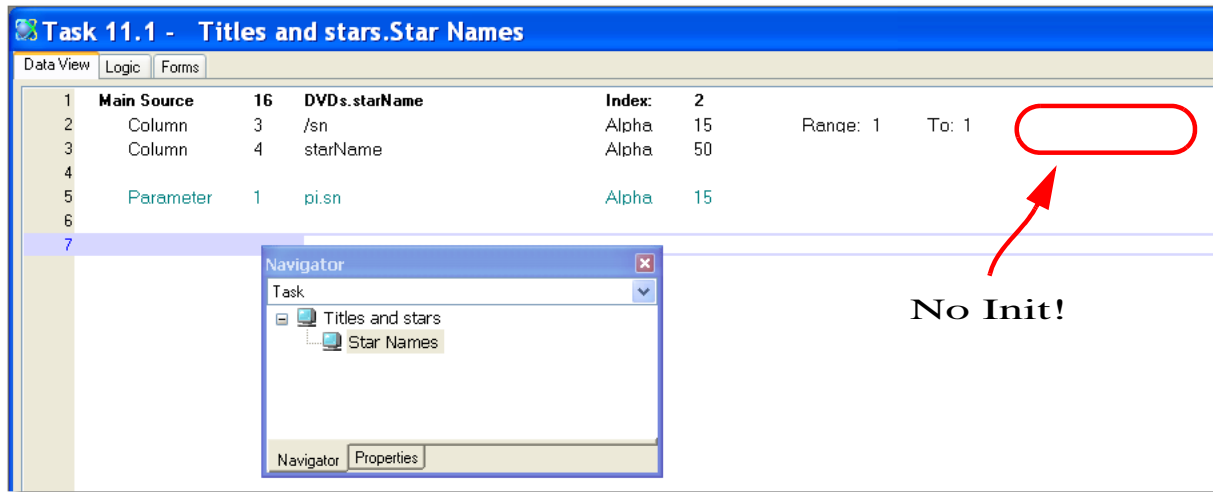 Task 11.1 -   Titles and stars.Star Names
Data View Logic Forms
1 Main Source 16 DVDs.starName Index: 2
2 Column 3 /sn Alpha 15 Range: 1 To: 1
3 Column 4 starName Alpha 50
4
5 Parameter 1 pi.sn Alpha 15
6
7
Navigator
Task
Titles and stars
Star Names
Navigator Properties
No Init!